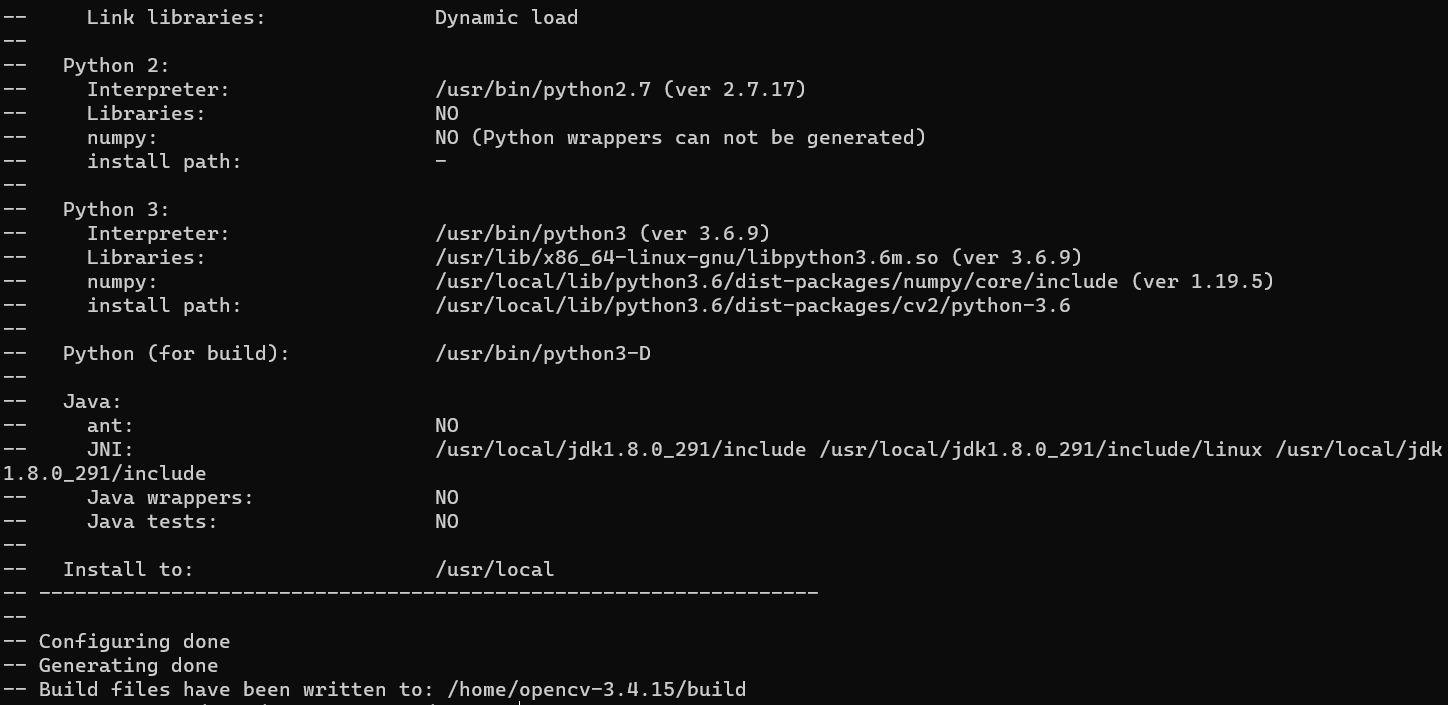 --     Link libraries:              Dynamic load
--
--   Python 2:
--     Interpreter:                 /usr/bin/python2.7 (ver 2.7.17)
--     Libraries:                   NO
--     numpy:                       NO (Python wrappers can not be generated)
--     install path:                -
--
--   Python 3:
--     Interpreter:                 /usr/bin/python3 (ver 3.6.9)
--     Libraries:                   /usr/lib/x86_64-linux-gnu/libpython3.6m.so (ver 3.6.9)
--     numpy:                       /usr/local/lib/python3.6/dist-packages/numpy/core/include (ver 1.19.5)
--     install path:                /usr/local/lib/python3.6/dist-packages/cv2/python-3.6
--
--   Python (for build):            /usr/bin/python3-D
--
--   Java:
--     ant:                         NO
--     JNI:                         /usr/local/jdk1.8.0_291/include /usr/local/jdk1.8.0_291/include/linux /usr/local/jdk
1.8.0_291/include
--     Java wrappers:               NO
--     Java tests:                  NO
--
--   Install to:                    /usr/local
-- -----------------------------------------------------------------
--
-- Configuring done
-- Generating done
-- Build files have been written to: /home/opencv-3.4.15/build